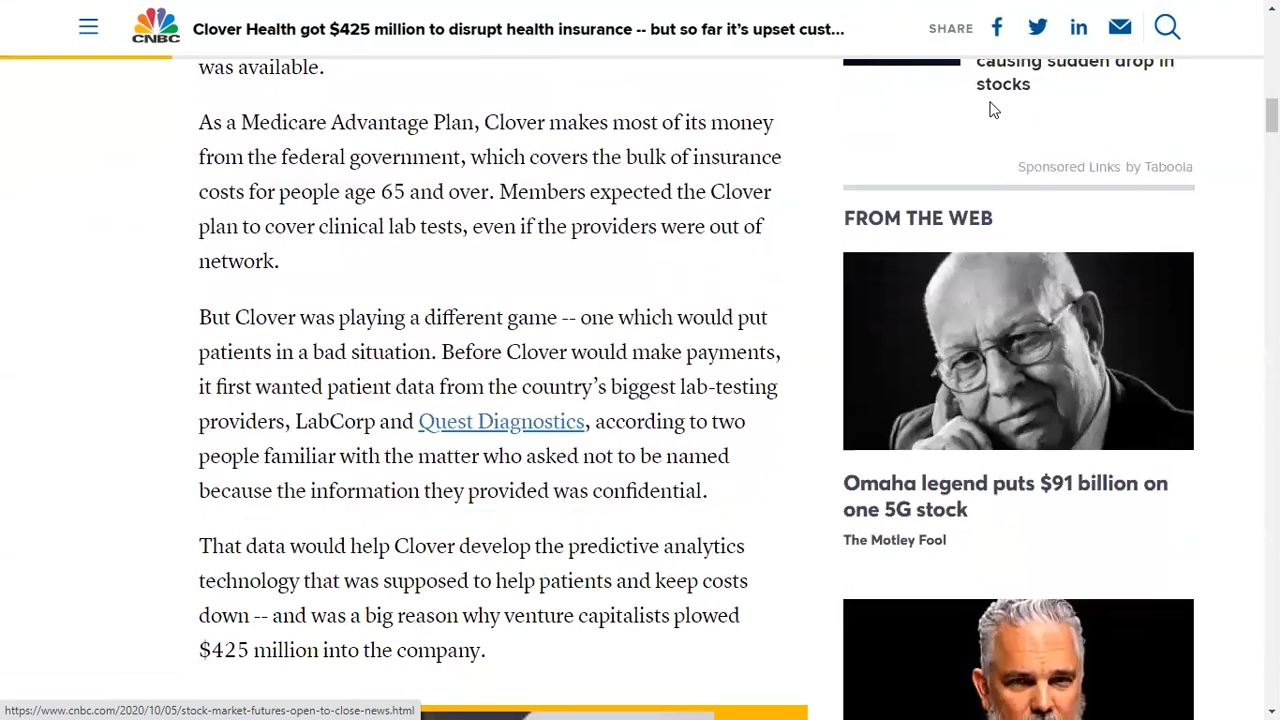 CNBC
Clover Health got $425 million to disrupt health insurance -- but so far it's upset cust...
SHARE
was available.
As a Medicare Advantage Plan, Clover makes most of its money
from the federal government, which covers the bulk of insurance
costs for people age 65 and over. Members expected the Clover
plan to cover clinical lab tests, even if the providers were out of
network.
But Clover was playing a different game -- one which would put
patients in a bad situation. Before Clover would make payments,
it first wanted patient data from the country's biggest lab-testing
providers, LabCorp and Quest Diagnostics, according to two
people familiar with the matter who asked not to be named
because the information they provided was confidential.
That data would help Clover develop the predictive analytics
technology that was supposed to help patients and keep costs
down -- and was a big reason why venture capitalists plowed
$425 million into the company.
causing sudden drop in
stocks
Sponsored Links by Taboola
FROM THE WEB
Omaha legend puts $91 billion on
one 5G stock
The Motley Fool
https://www.cnbc.com/2020/10/05/stock-market-futures-open-to-close-news.html